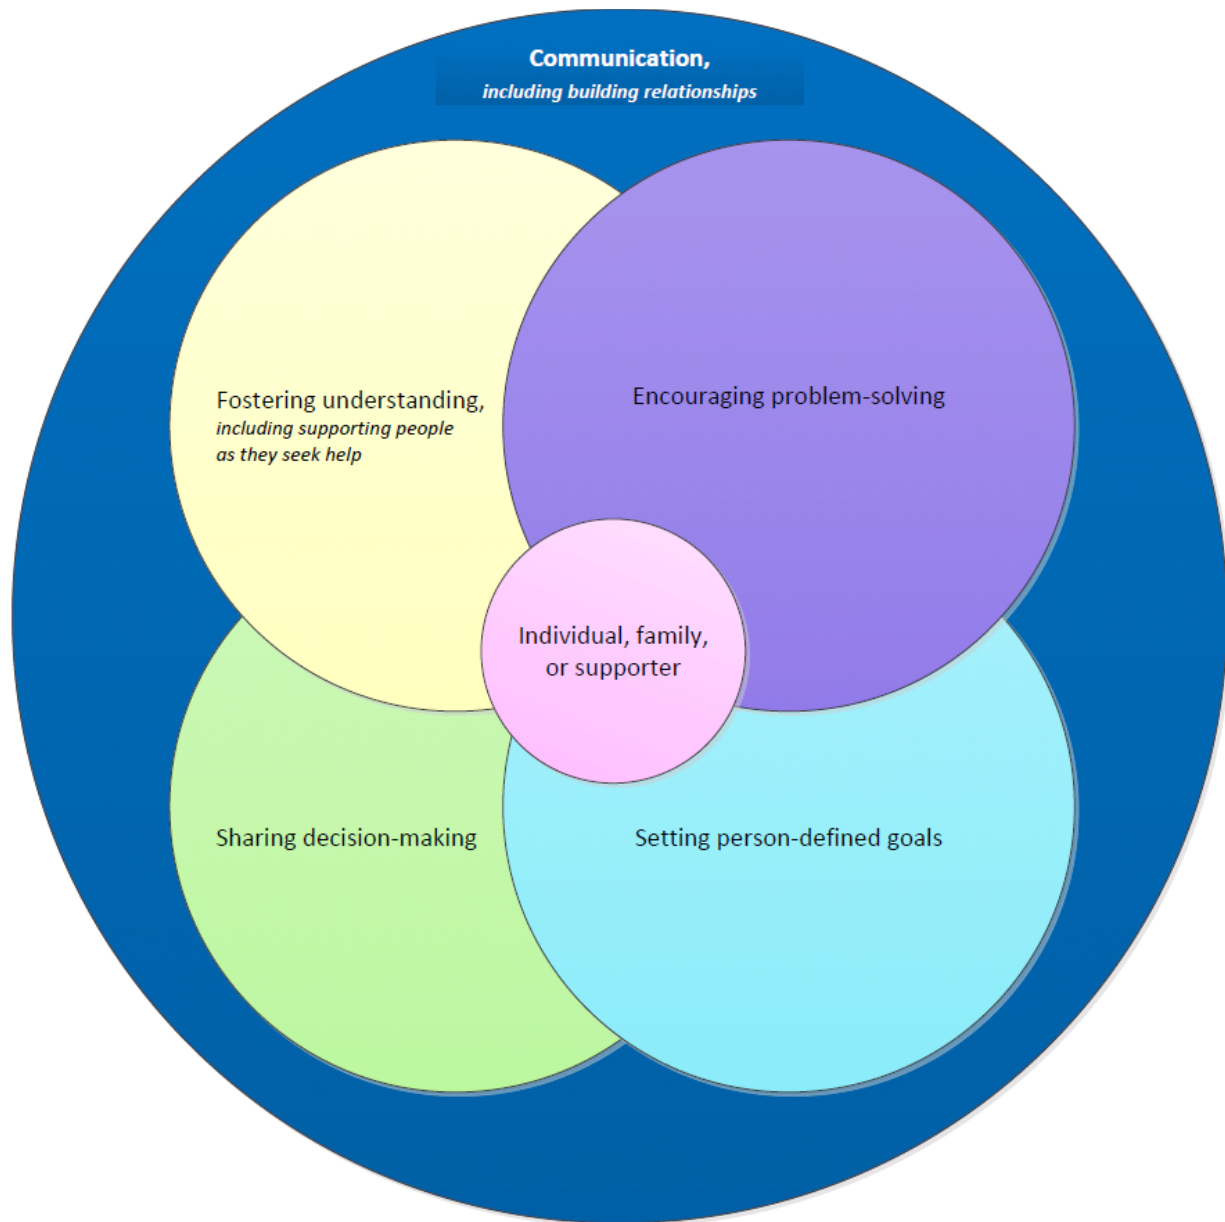 Communication,
including building relationships
Fostering understanding,
including supporting people
as they seek help
Encouraging problem-solving
Individual, family,
or supporter
Sharing decision-making
Setting person-defined goals